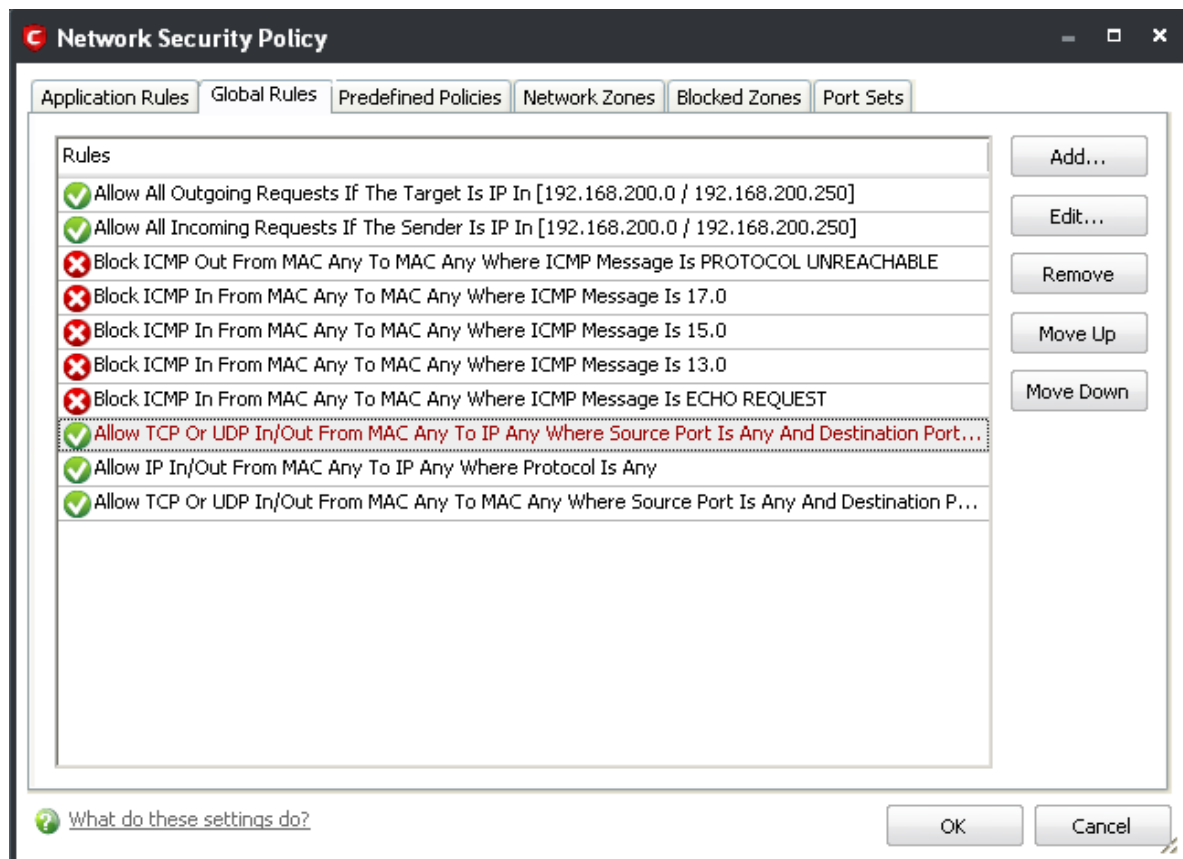 Network Security Policy
Application Rules Global Rules Predefined Policies Network Zones Blocked Zones Port Sets
Rules
Allow All Outgoing Requests If The Target Is IP In [192.168.200.0 / 192.168.200.250]
Allow All Incoming Requests If The Sender Is IP In [192.168.200.0 / 192.168.200.250]
Block ICMP Out From MAC Any To MAC Any Where ICMP Message Is PROTOCOL UNREACHABLE
Block ICMP In From MAC Any To MAC Any Where ICMP Message Is 17.0
Block ICMP In From MAC Any To MAC Any Where ICMP Message Is 15.0
Block ICMP In From MAC Any To MAC Any Where ICMP Message Is 13.0
Block ICMP In From MAC Any To MAC Any Where ICMP Message Is ECHO REQUEST
Allow TCP Or UDP In/Out From MAC Any To IP Any Where Source Port Is Any And Destination Port...
Allow IP In/Out From MAC Any To IP Any Where Protocol Is Any
Allow TCP Or UDP In/Out From MAC Any To MAC Any Where Source Port Is Any And Destination P...
Add...
Edit...
Remove
Move Up
Move Down
What do these settings do?
OK
Cancel